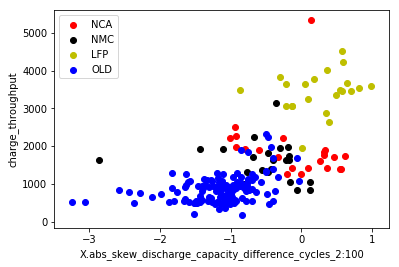 NCA
NMC
LFP
OLD
5000
4000
3000
2000
1000
0
charge_throughput
−3 −2 −1 0 1
X.abs_skew_discharge_capacity_difference_cycles_2:100